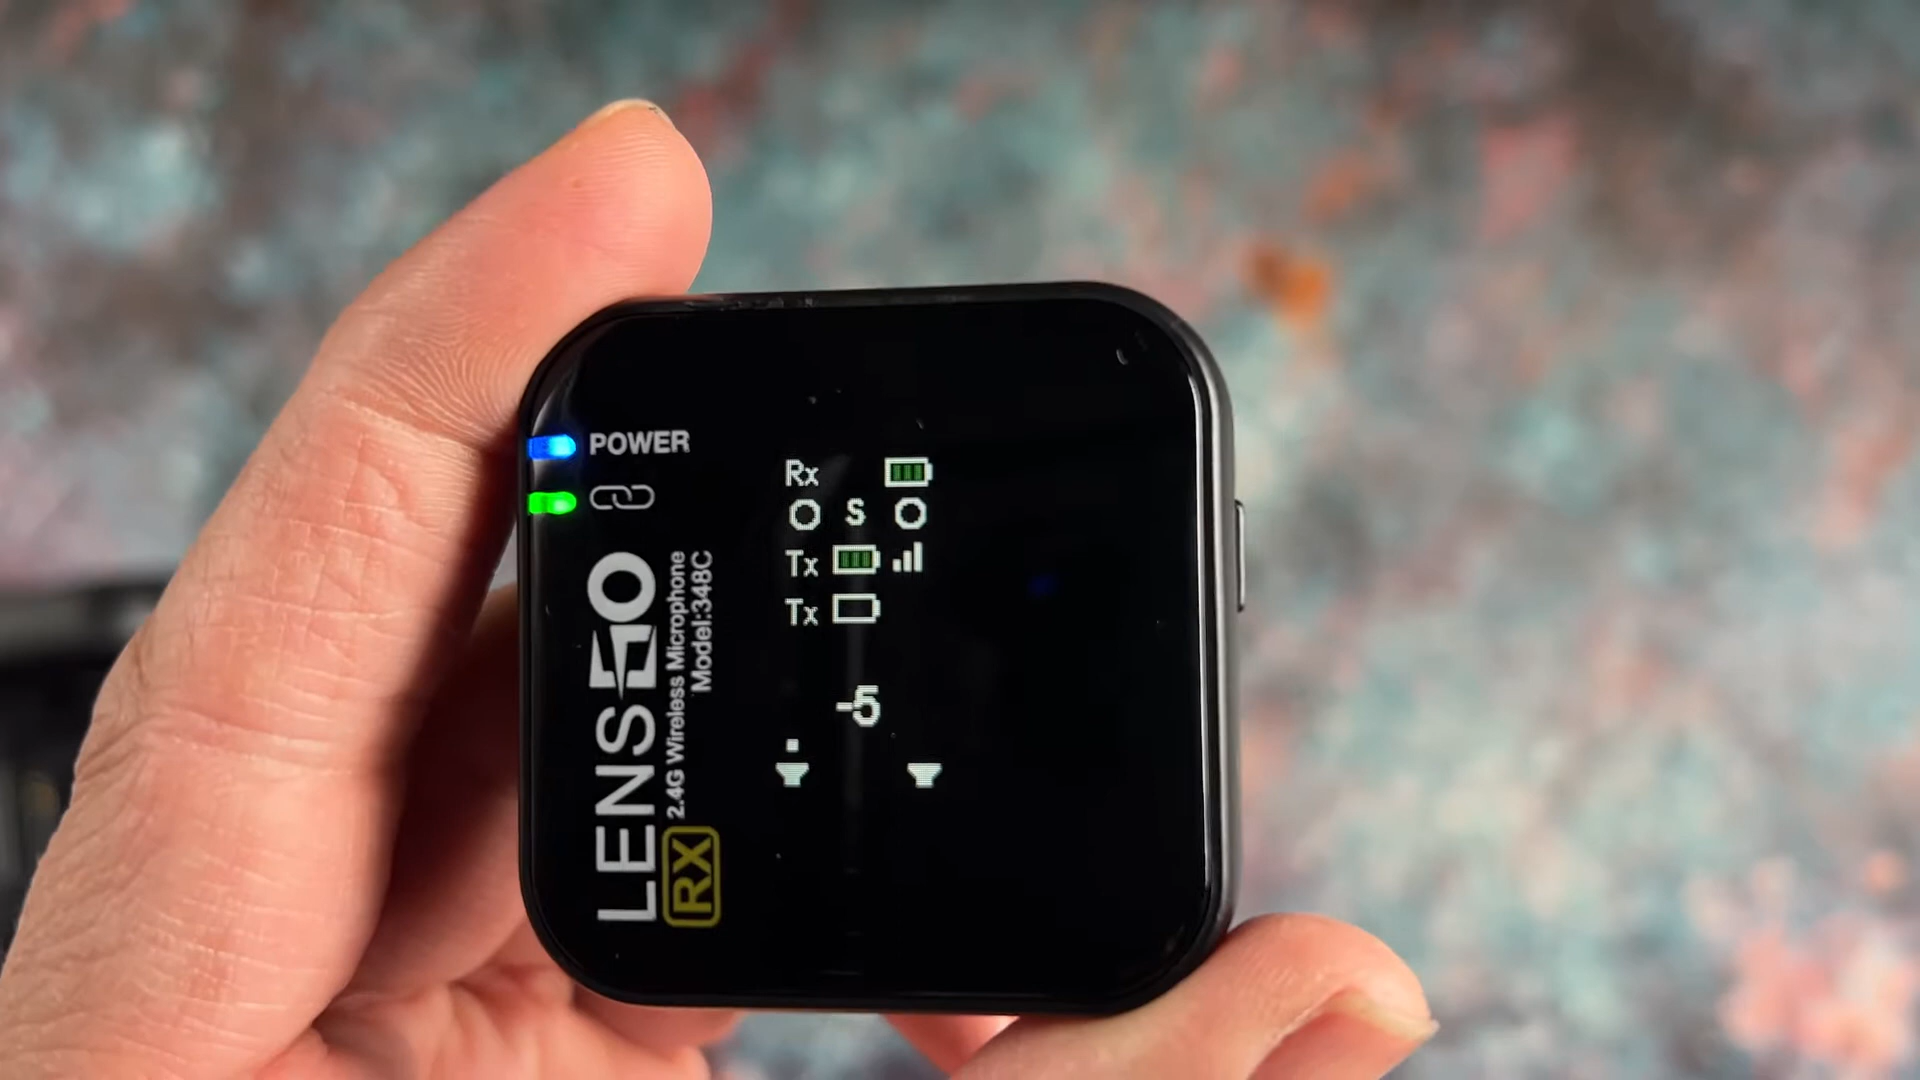 POWER
LENSGO
2.4G Wireless Microphone
Model:348C
RX
Rx
O S O
Tx
Tx
-5